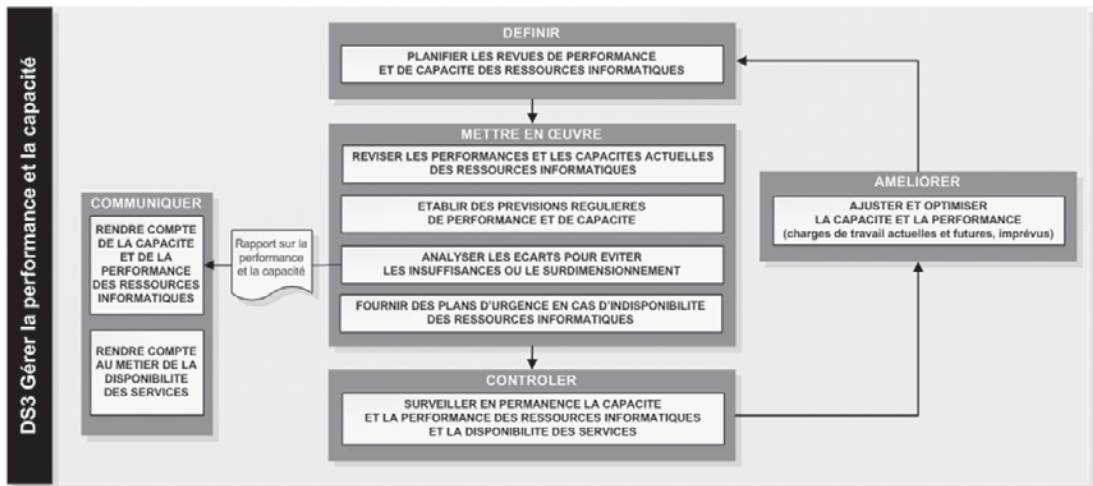 DS3 Gérer la performance et la capacité
DEFINIR
PLANIFIER LES REVUES DE PERFORMANCE
ET DE CAPACITE DES RESSOURCES INFORMATIQUES
METTRE EN ŒUVRE
REVISER LES PERFORMANCES ET LES CAPACITES ACTUELLES
DES RESSOURCES INFORMATIQUES
ETABLIR DES PREVISIONS REGULIERES
DE PERFORMANCE ET DE CAPACITE
ANALYSER LES ECARTS POUR EVITER
LES INSUFFISANCES OU LE SURDIMENSIONNEMENT
FOURNIR DES PLANS D'URGENCE EN CAS D'INDISPONIBILITE
DES RESSOURCES INFORMATIQUES
COMMUNIQUER
RENDRE COMPTE
DE LA CAPACITE
ET DE LA
PERFORMANCE
DES RESSOURCES
INFORMATIQUES
RENDRE COMPTE
AU METIER DE LA
DISPONIBILITE
DES SERVICES
Rapport sur la
performance
et la capacité
CONTROLER
SURVEILLER EN PERMANENCE LA CAPACITE
ET LA PERFORMANCE DES RESSOURCES INFORMATIQUES
ET LA DISPONIBILITE DES SERVICES
AMELIORER
AJUSTER ET OPTIMISER
LA CAPACITE ET LA PERFORMANCE
(charges de travail actuelles et futures, imprévus)